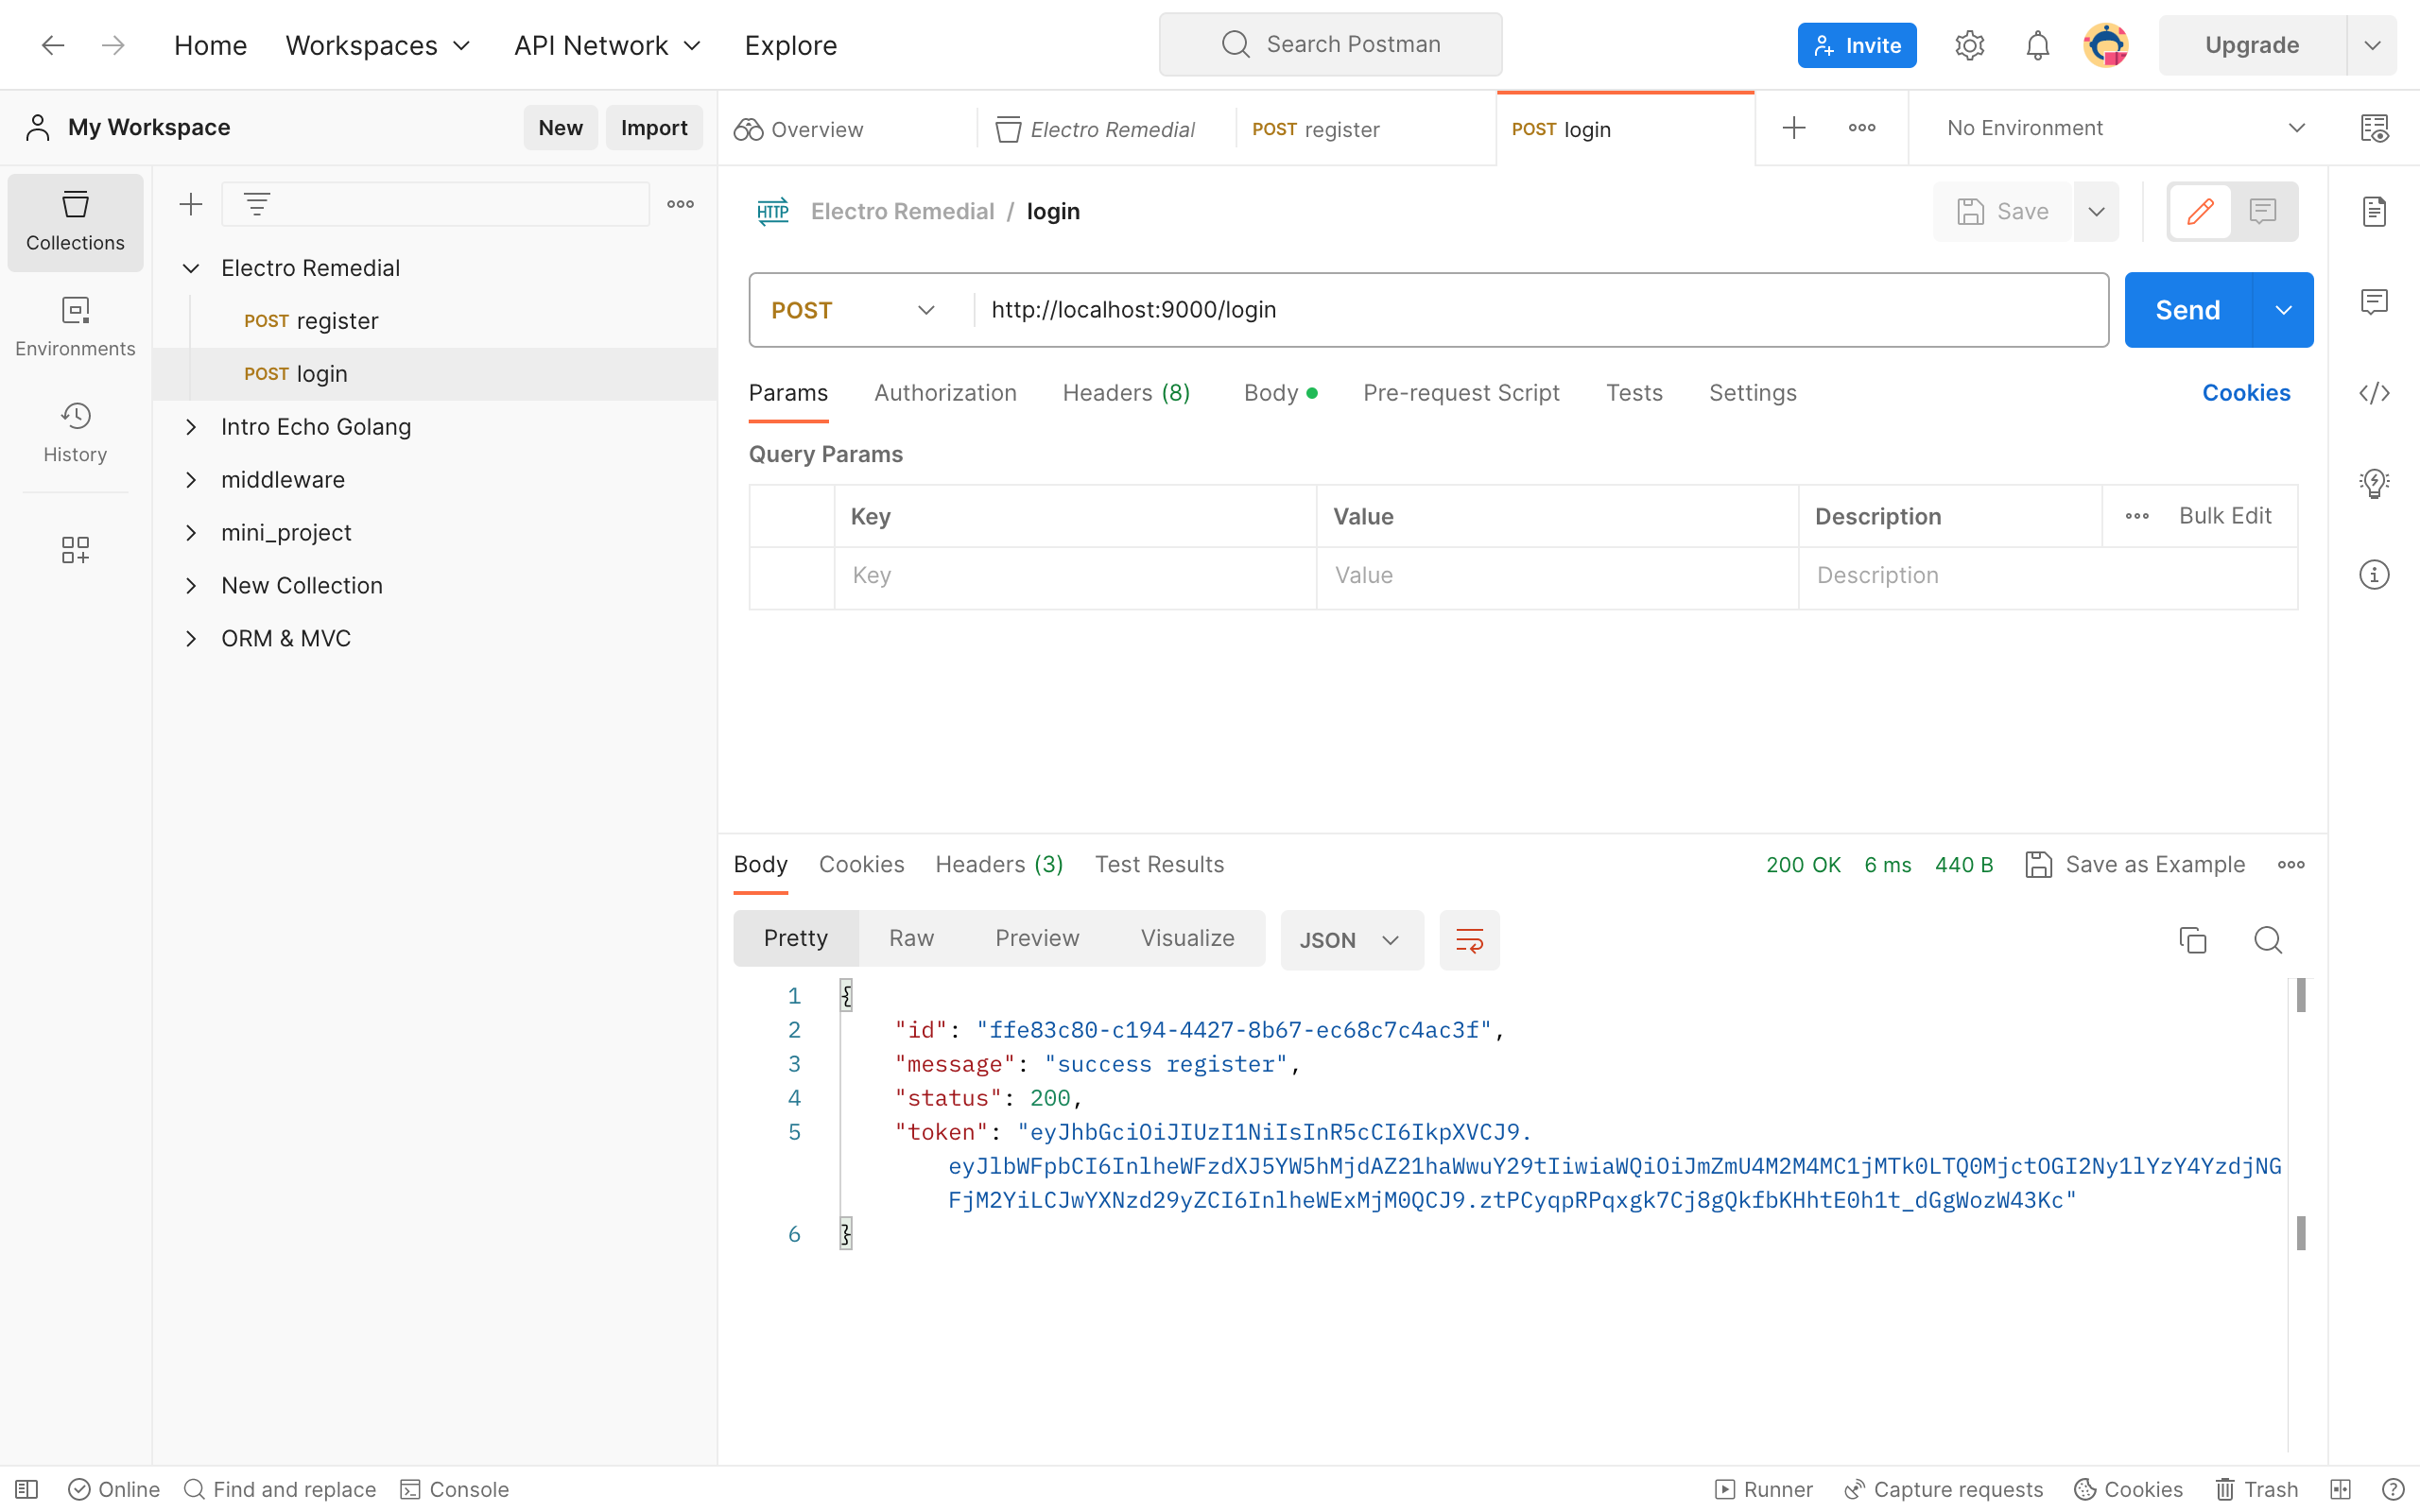 Home Workspaces API Network Explore
Search Postman
Invite
Upgrade
My Workspace
New Import
Overview
Electro Remedial
POST register
POST login
No Environment
Collections
Environments
History
Electro Remedial
POST register
POST login
Intro Echo Golang
middleware
mini_project
New Collection
ORM & MVC
HTTP Electro Remedial / login
Save
POST http://localhost:9000/login
Send
Params Authorization Headers (8) Body Pre-request Script Tests Settings Cookies
Query Params
Key Value Description Bulk Edit
Key Value Description
Body Cookies Headers (3) Test Results 200 OK 6 ms 440 B Save as Example
Pretty Raw Preview Visualize JSON
1 {
2 "id": "ffe83c80-c194-4427-8b67-ec68c7c4ac3f",
3 "message": "success register",
4 "status": 200,
5 "token": "eyJhbGciOiJIUzI1NiIsInR5cCI6IkpXVCJ9.
eyJlbWFpbCI6InlheWFzdXJ5YW5hMjdAZ21haWwuY29tIiwiaWQiOiJmZmU4M2M4MC1jMTk0LTQ0MjctOGI2Ny1lYzY4YzdjNG
FjM2YiLCJwYXNzd29yZCI6InlheWExMjM0QCJ9.ztPCyqpRPqxgk7Cj8gQkfbKHhtE0h1t_dGgWozW43Kc"
6 }
Online Find and replace Console Runner Capture requests Cookies Trash